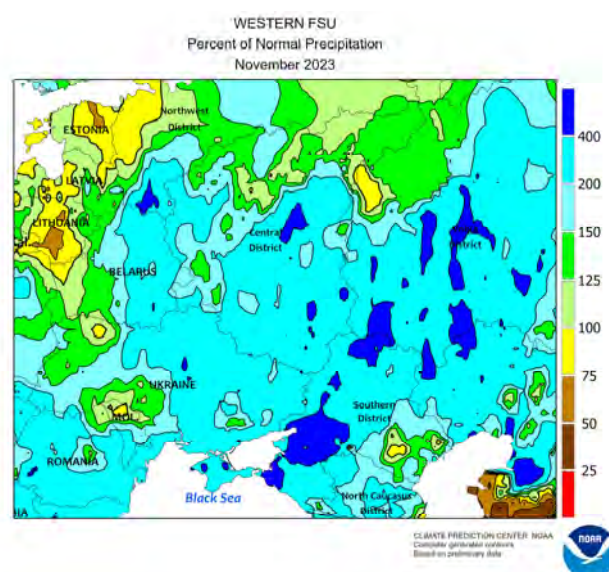 WESTERN FSU
Percent of Normal Precipitation
November 2023
Northwest
District
ESTONIA
LATVIA
LITHUANIA
BELARUS
Central
District
District
UKRAINE
MOL
Southern
District
ROMANIA
Black Sea
North Caucasus
District
400
200
150
125
100
75
50
25
CLIMATE PREDICTION CENTER NOAA
Computer generated contours
Based on preliminary data
NOAA